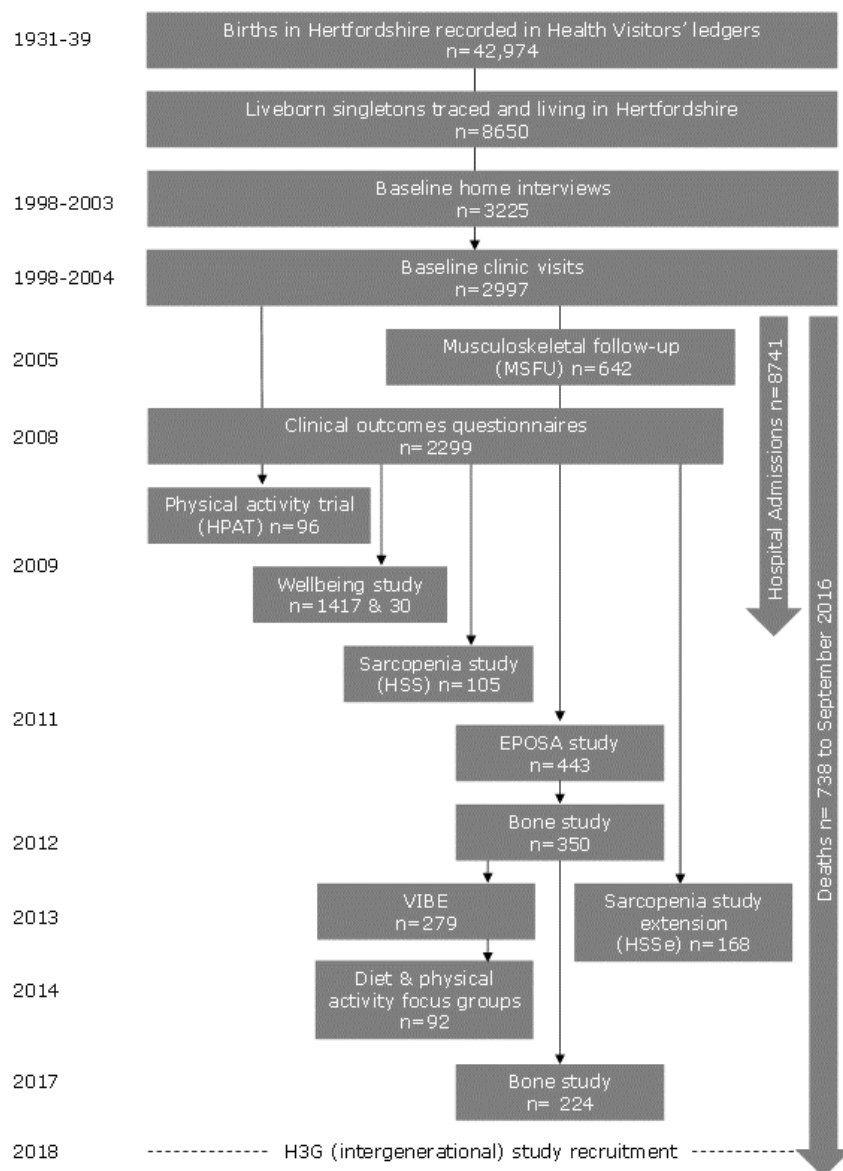 1931-39
Births in Hertfordshire recorded in Health Visitors' ledgers
n=42,974
Liveborn singletons traced and living in Hertfordshire
n=8650
1998-2003
Baseline home interviews
n=3225
1998-2004
Baseline clinic visits
n=2997
2005
Musculoskeletal follow-up
(MSFU) n=642
2008
Clinical outcomes questionnaires
n=2299
Physical activity trial
(HPAT) n=96
2009
Wellbeing study
n=1417 & 30
Sarcopenia study
(HSS) n=105
2011
EPOSA study
n=443
2012
Bone study
n=350
2013
VIBE
n=279
Sarcopenia study
extension
(HSSe) n=168
2014
Diet & physical
activity focus groups
n=92
2017
Bone study
n= 224
2018
H3G (intergenerational) study recruitment
Hospital Admissions n=8741
Deaths n= 738 to September 2016